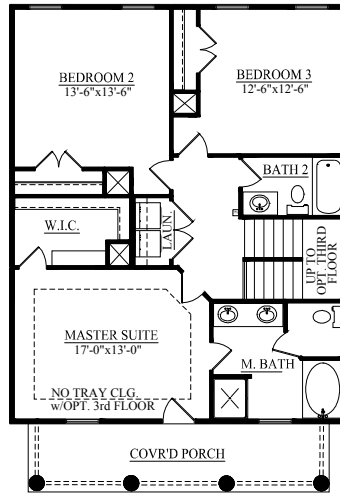 BEDROOM 2
13'-6"x13'-6"
BEDROOM 3
12'-6"x12'-6"
BATH 2
W.I.C.
LAUN.
UP TO
OPT. THIRD
FLOOR
MASTER SUITE
17'-0"x13'-0"
M. BATH
NO TRAY CLG.
w/OPT. 3rd FLOOR
COVR'D PORCH